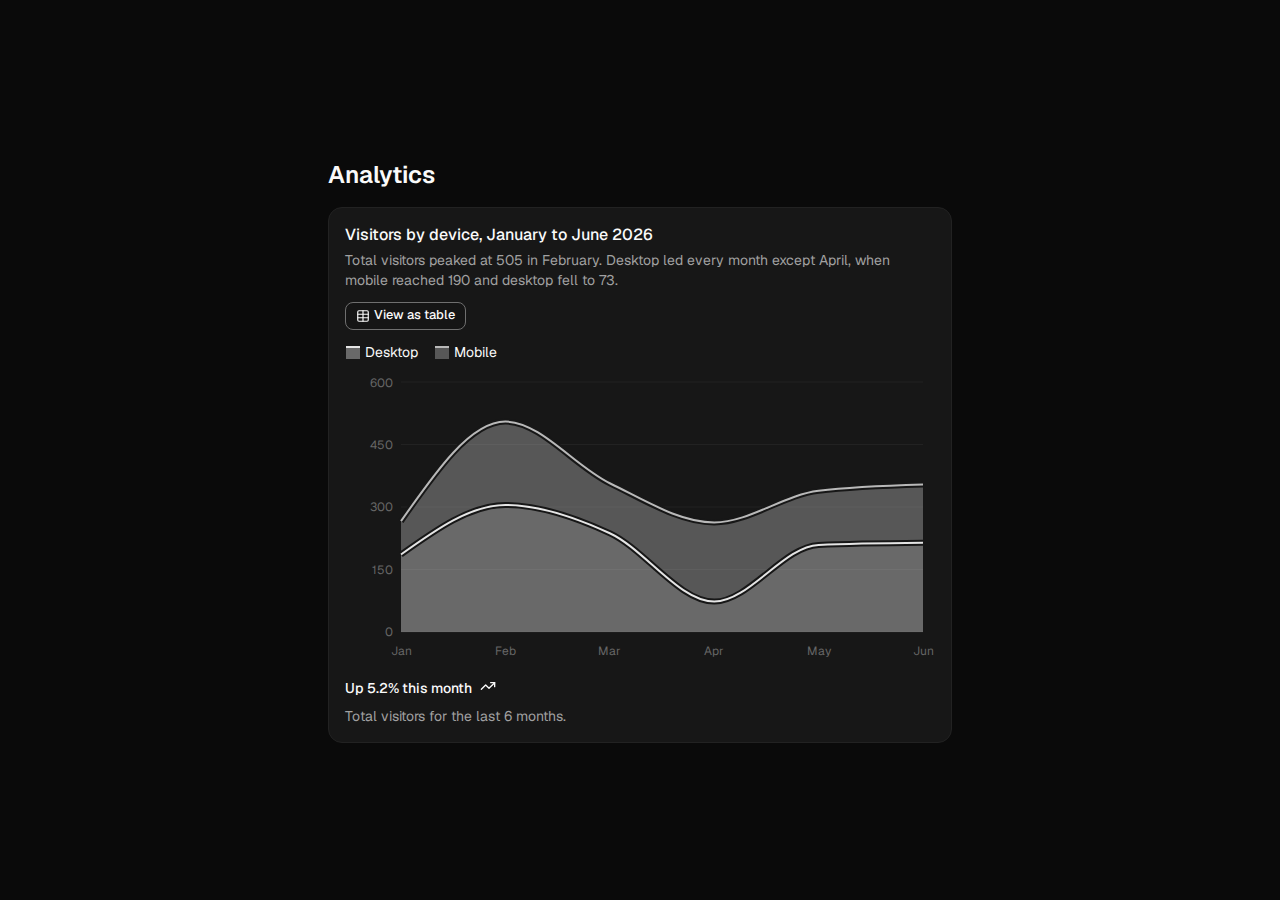 Analytics
Visitors by device, January to June 2026
Total visitors peaked at 505 in February. Desktop led every month except April, when
mobile reached 190 and desktop fell to 73.
View as table
Desktop Mobile
600
450
300
150
0
Jan Feb Mar Apr May Jun
Up 5.2% this month
Total visitors for the last 6 months.